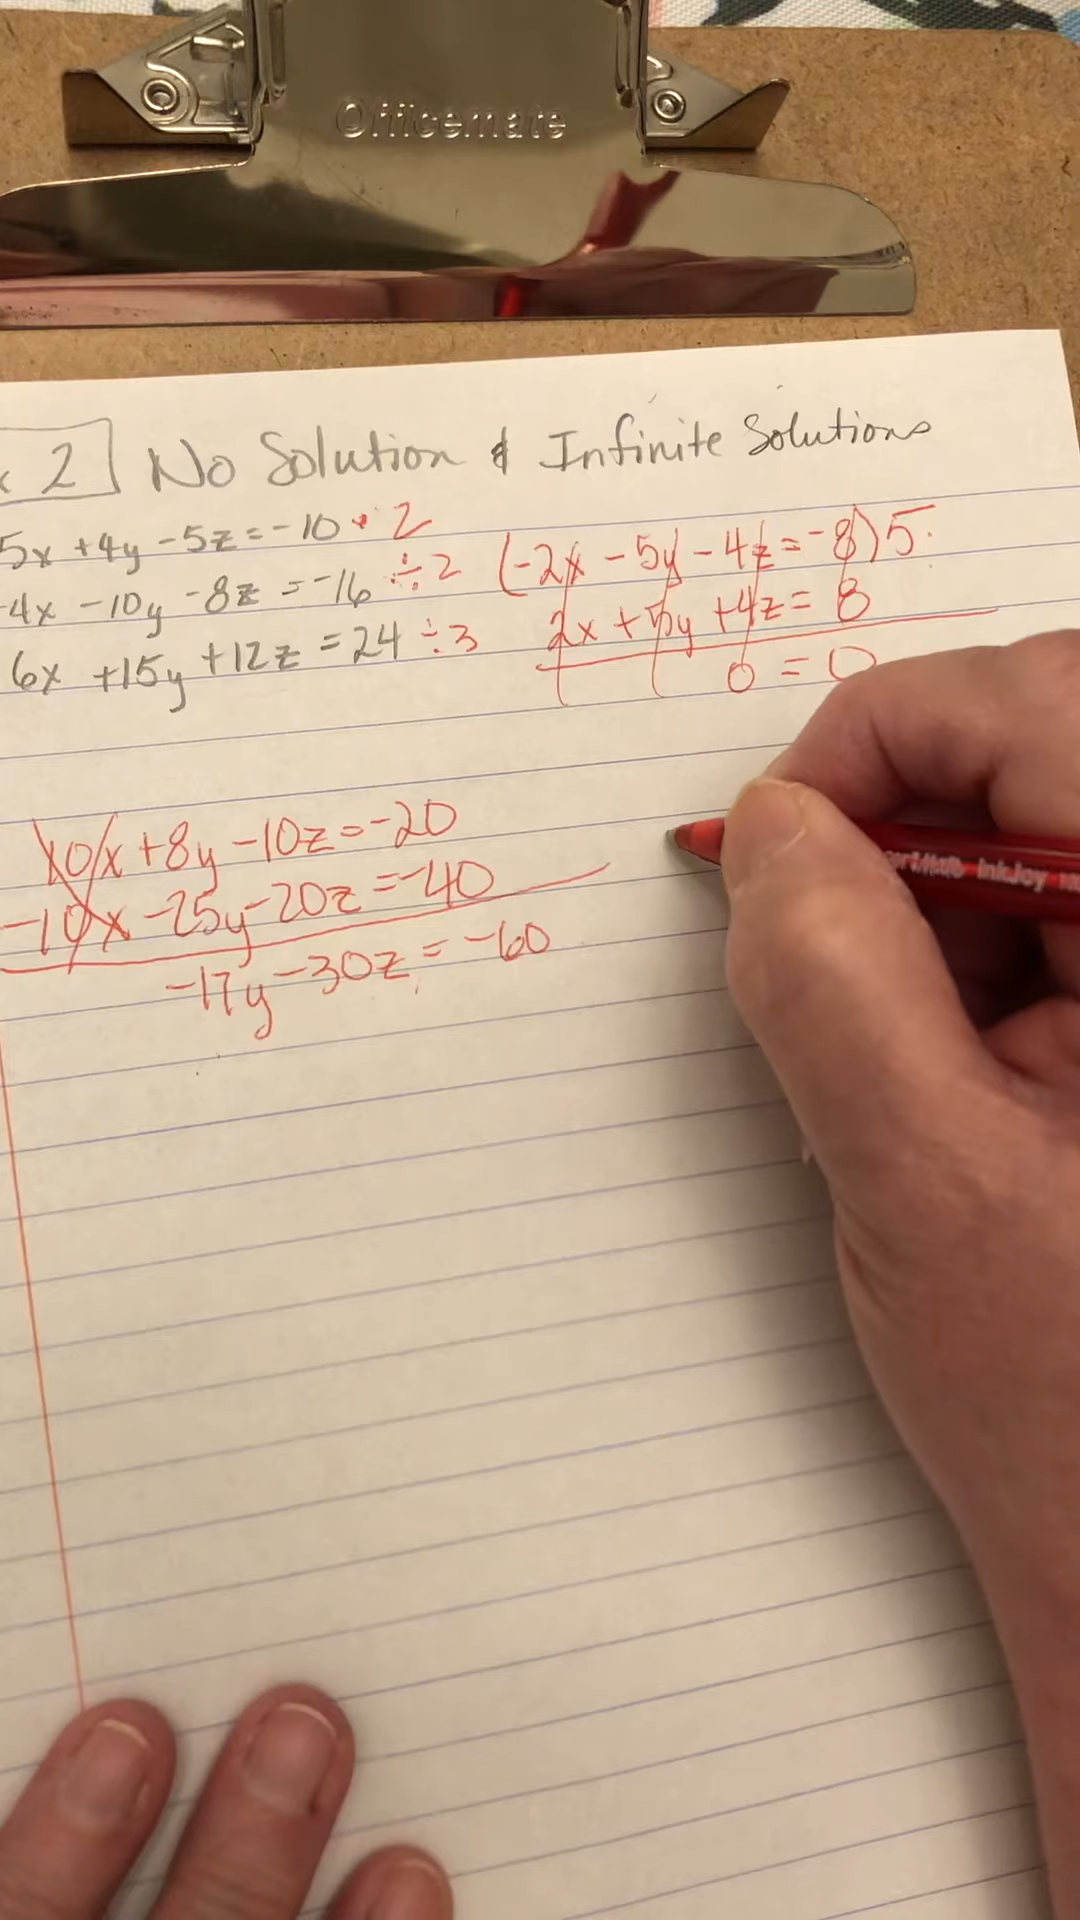 Officemate
2 No Solution & Infinite Solutions
5x +4y -5z = -10 • 2
-4x -10y -8z = -16 ÷2
6x +15y +12z = 24 ÷3
(-2x -5y -4z = -8)5
2x +5y +4z = 8
0 = 0
10x +8y -10z = -20
-10x -25y -20z = -40
-17y -30z = -60
InkJoy